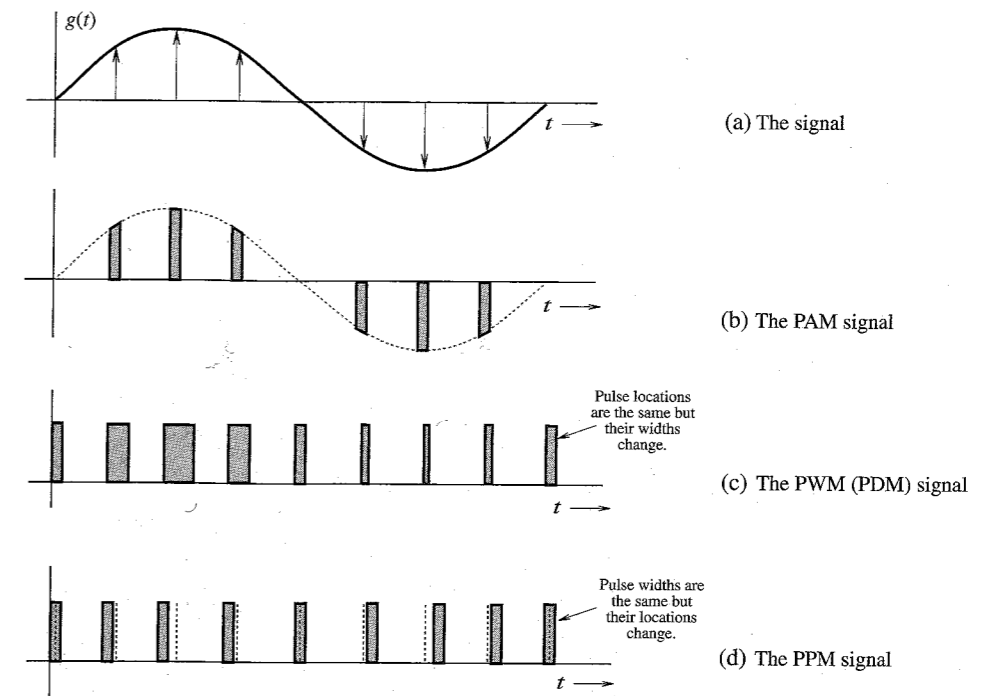 g(t)
t
(a) The signal
t
(b) The PAM signal
Pulse locations
are the same but
their widths
change.
(c) The PWM (PDM) signal
t
Pulse widths are
the same but
their locations
change.
(d) The PPM signal
t